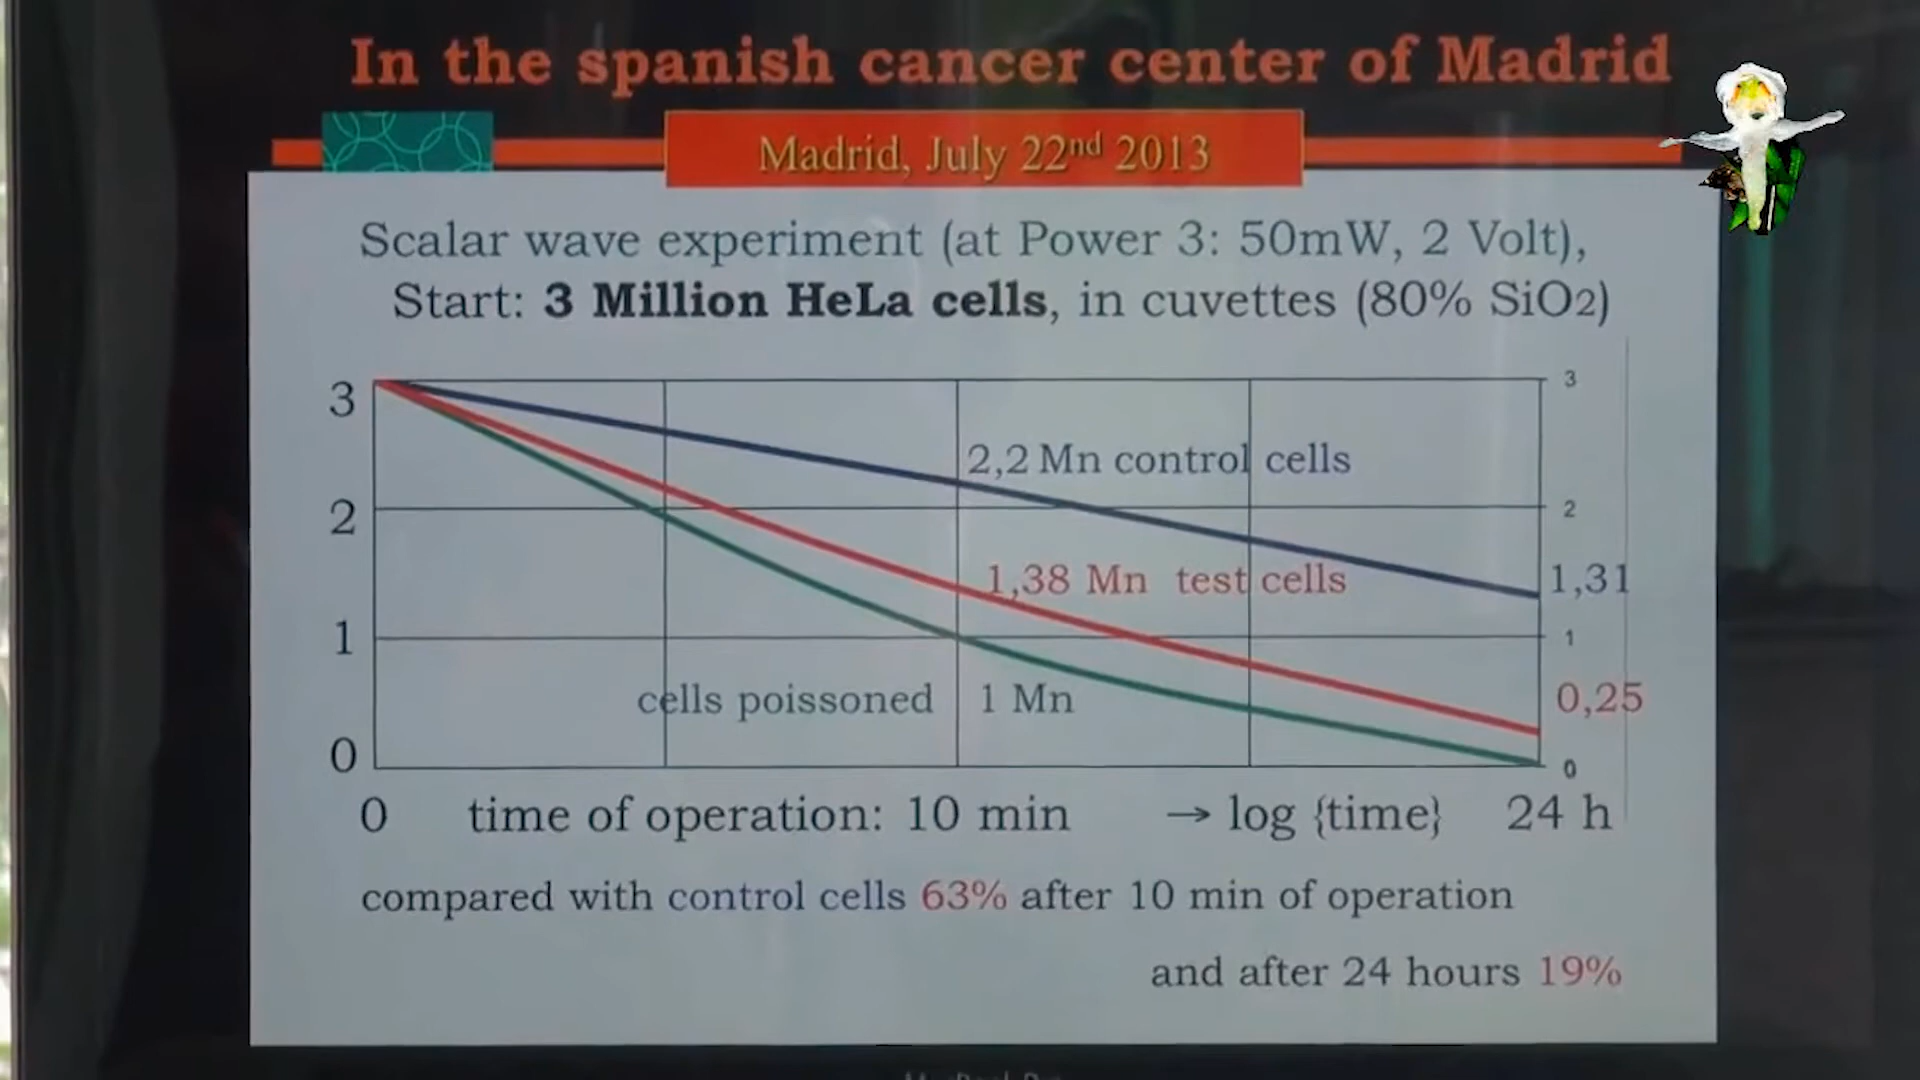 In the spanish cancer center of Madrid
Madrid, July 22nd 2013
Scalar wave experiment (at Power 3: 50mW, 2 Volt),
Start: 3 Million HeLa cells, in cuvettes (80% SiO2)
3
3
2,2 Mn control cells
2
2
1,38 Mn test cells
1,31
1
1
cells poissoned 1 Mn
0,25
0
0
0 time of operation: 10 min → log {time} 24 h
compared with control cells 63% after 10 min of operation
and after 24 hours 19%